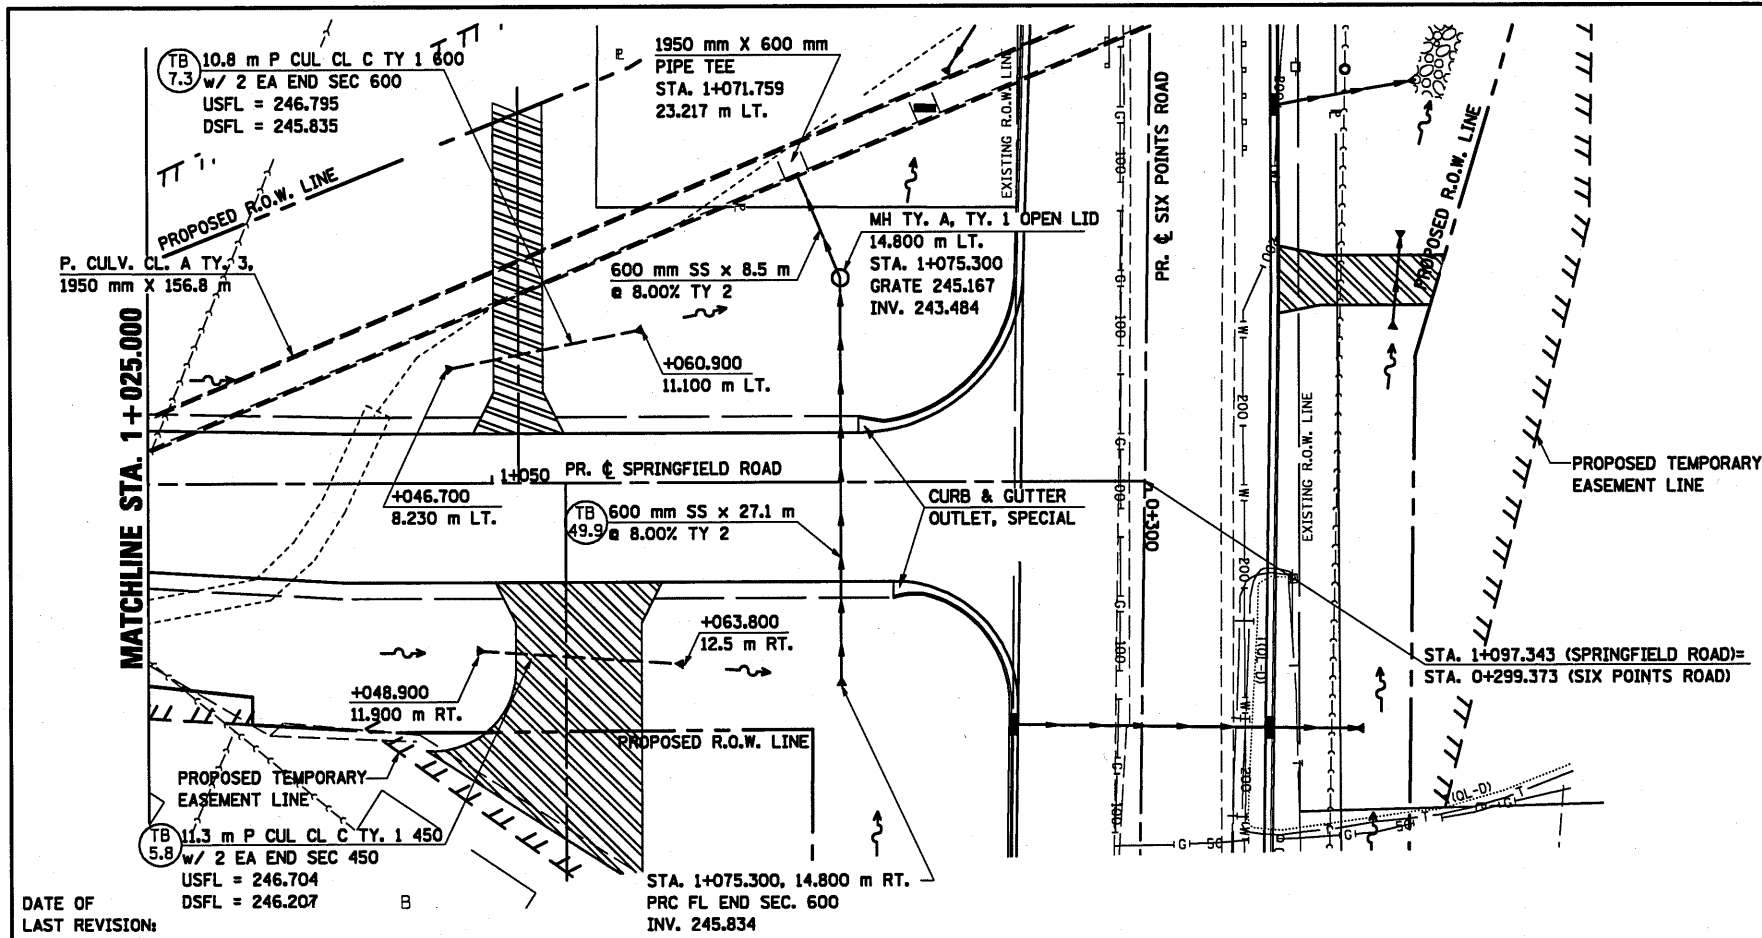 TB
7.3
10.8 m P CUL CL C TY 1 600
w/ 2 EA END SEC 600
USFL = 246.795
DSFL = 245.835
1950 mm X 600 mm
PIPE TEE
STA. 1+071.759
23.217 m LT.
EXISTING R.O.W. LINE
PR. ℄ SIX POINTS ROAD
PROPOSED R.O.W. LINE
PROPOSED R.O.W. LINE
P. CULV. CL. A TY. 3,
1950 mm X 156.8 m
MH TY. A, TY. 1 OPEN LID
14.800 m LT.
STA. 1+075.300
GRATE 245.167
INV. 243.484
600 mm SS x 8.5 m
@ 8.00% TY 2
PROPOSED R.O.W. LINE
MATCHLINE STA. 1+025.000
+060.900
11.100 m LT.
+046.700
8.230 m LT.
1+050
PR. ℄ SPRINGFIELD ROAD
TB
49.9
600 mm SS x 27.1 m
@ 8.00% TY 2
CURB & GUTTER
OUTLET, SPECIAL
0+300
EXISTING R.O.W. LINE
PROPOSED TEMPORARY
EASEMENT LINE
+063.800
12.5 m RT.
+048.900
11.900 m RT.
STA. 1+097.343 (SPRINGFIELD ROAD)=
STA. 0+299.373 (SIX POINTS ROAD)
PROPOSED R.O.W. LINE
PROPOSED TEMPORARY
EASEMENT LINE
TB
5.8
11.3 m P CUL CL C TY. 1 450
w/ 2 EA END SEC 450
USFL = 246.704
DSFL = 246.207
B
STA. 1+075.300, 14.800 m RT.
PRC FL END SEC. 600
INV. 245.834
(QL-D)
DATE OF
LAST REVISION: